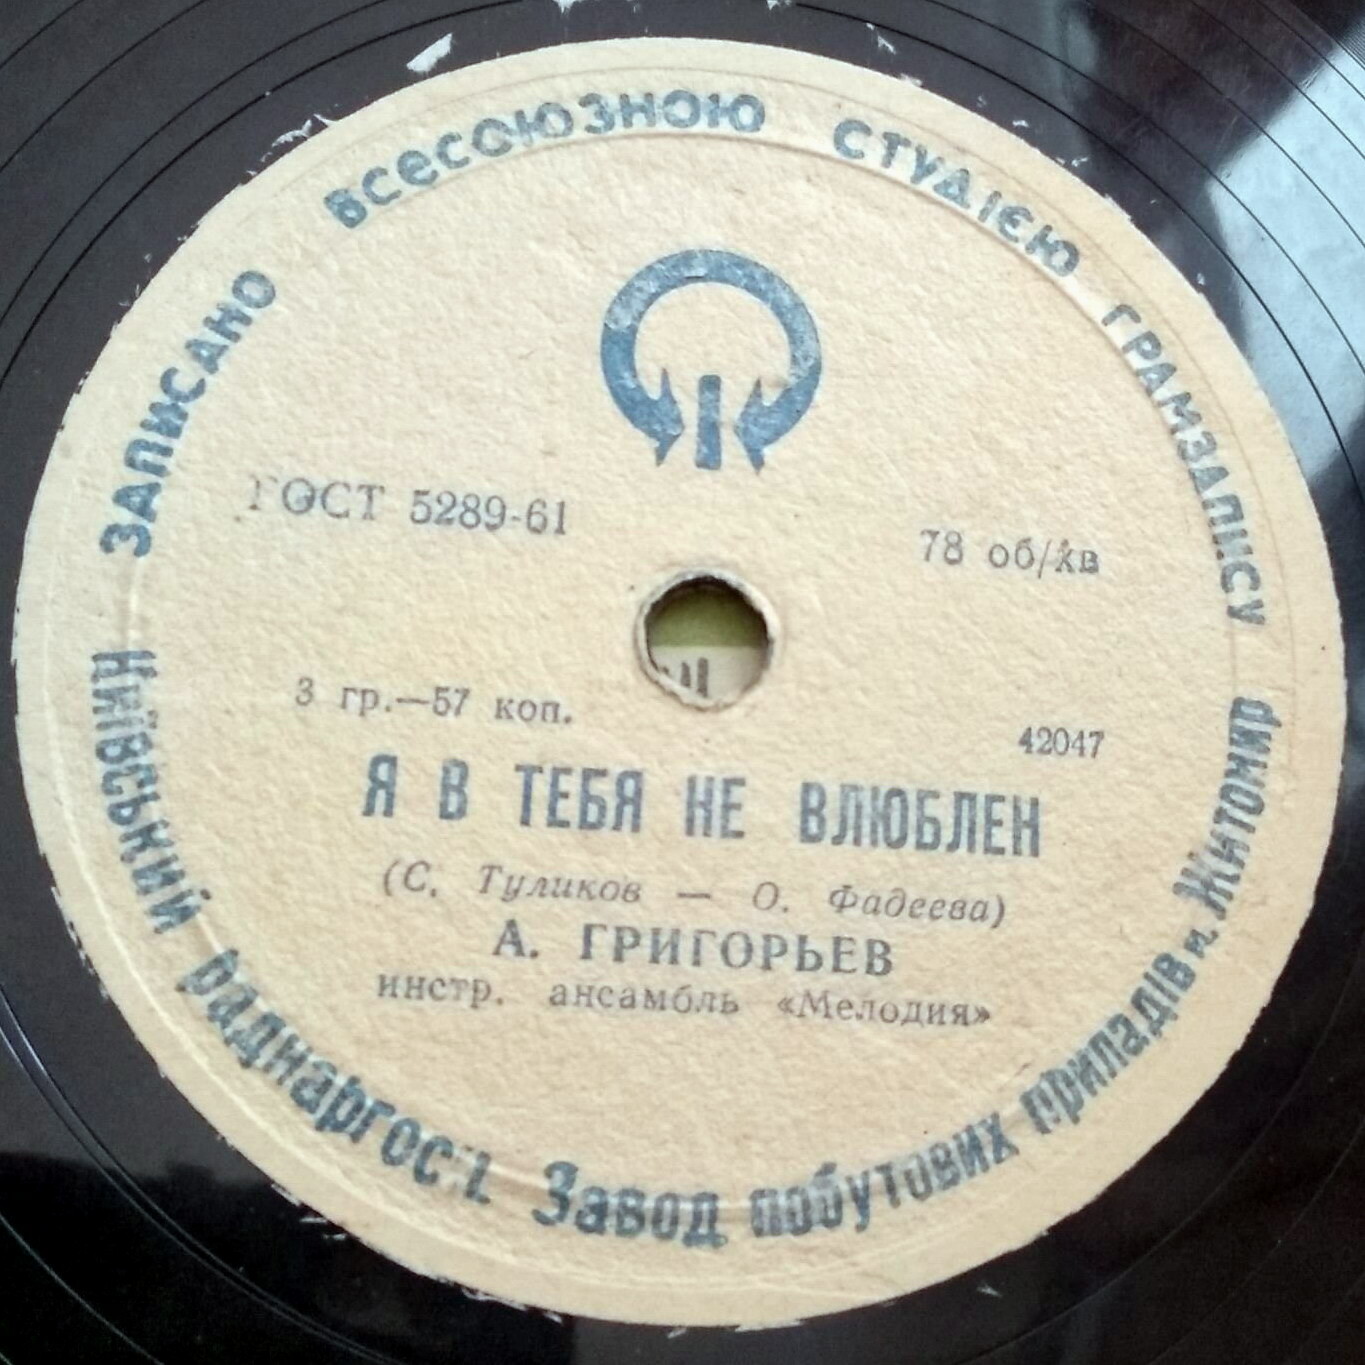 ЗАПИСАНО ВСЕСОЮЗНОЮ СТУДІЄЮ ГРАМЗАПИСУ
ГОСТ 5289-61
78 об/хв
3 гр.—57 коп.
42047
Я В ТЕБЯ НЕ ВЛЮБЛЕН
(С. Туликов — О. Фадеева)
А. ГРИГОРЬЕВ
инстр. ансамбль «Мелодия»
Київський раднаргосп. Завод побутових приладів м. Житомир